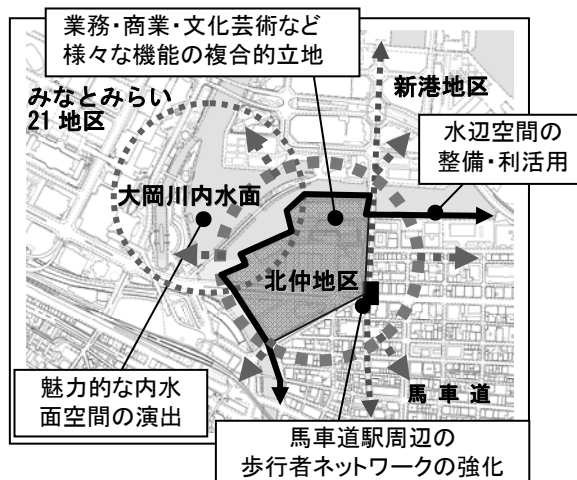 業務・商業・文化芸術など
様々な機能の複合的立地
みなとみらい
21 地区
新港地区
水辺空間の
整備・利活用
大岡川内水面
北仲地区
魅力的な内水
面空間の演出
馬車道
馬車道駅周辺の
歩行者ネットワークの強化